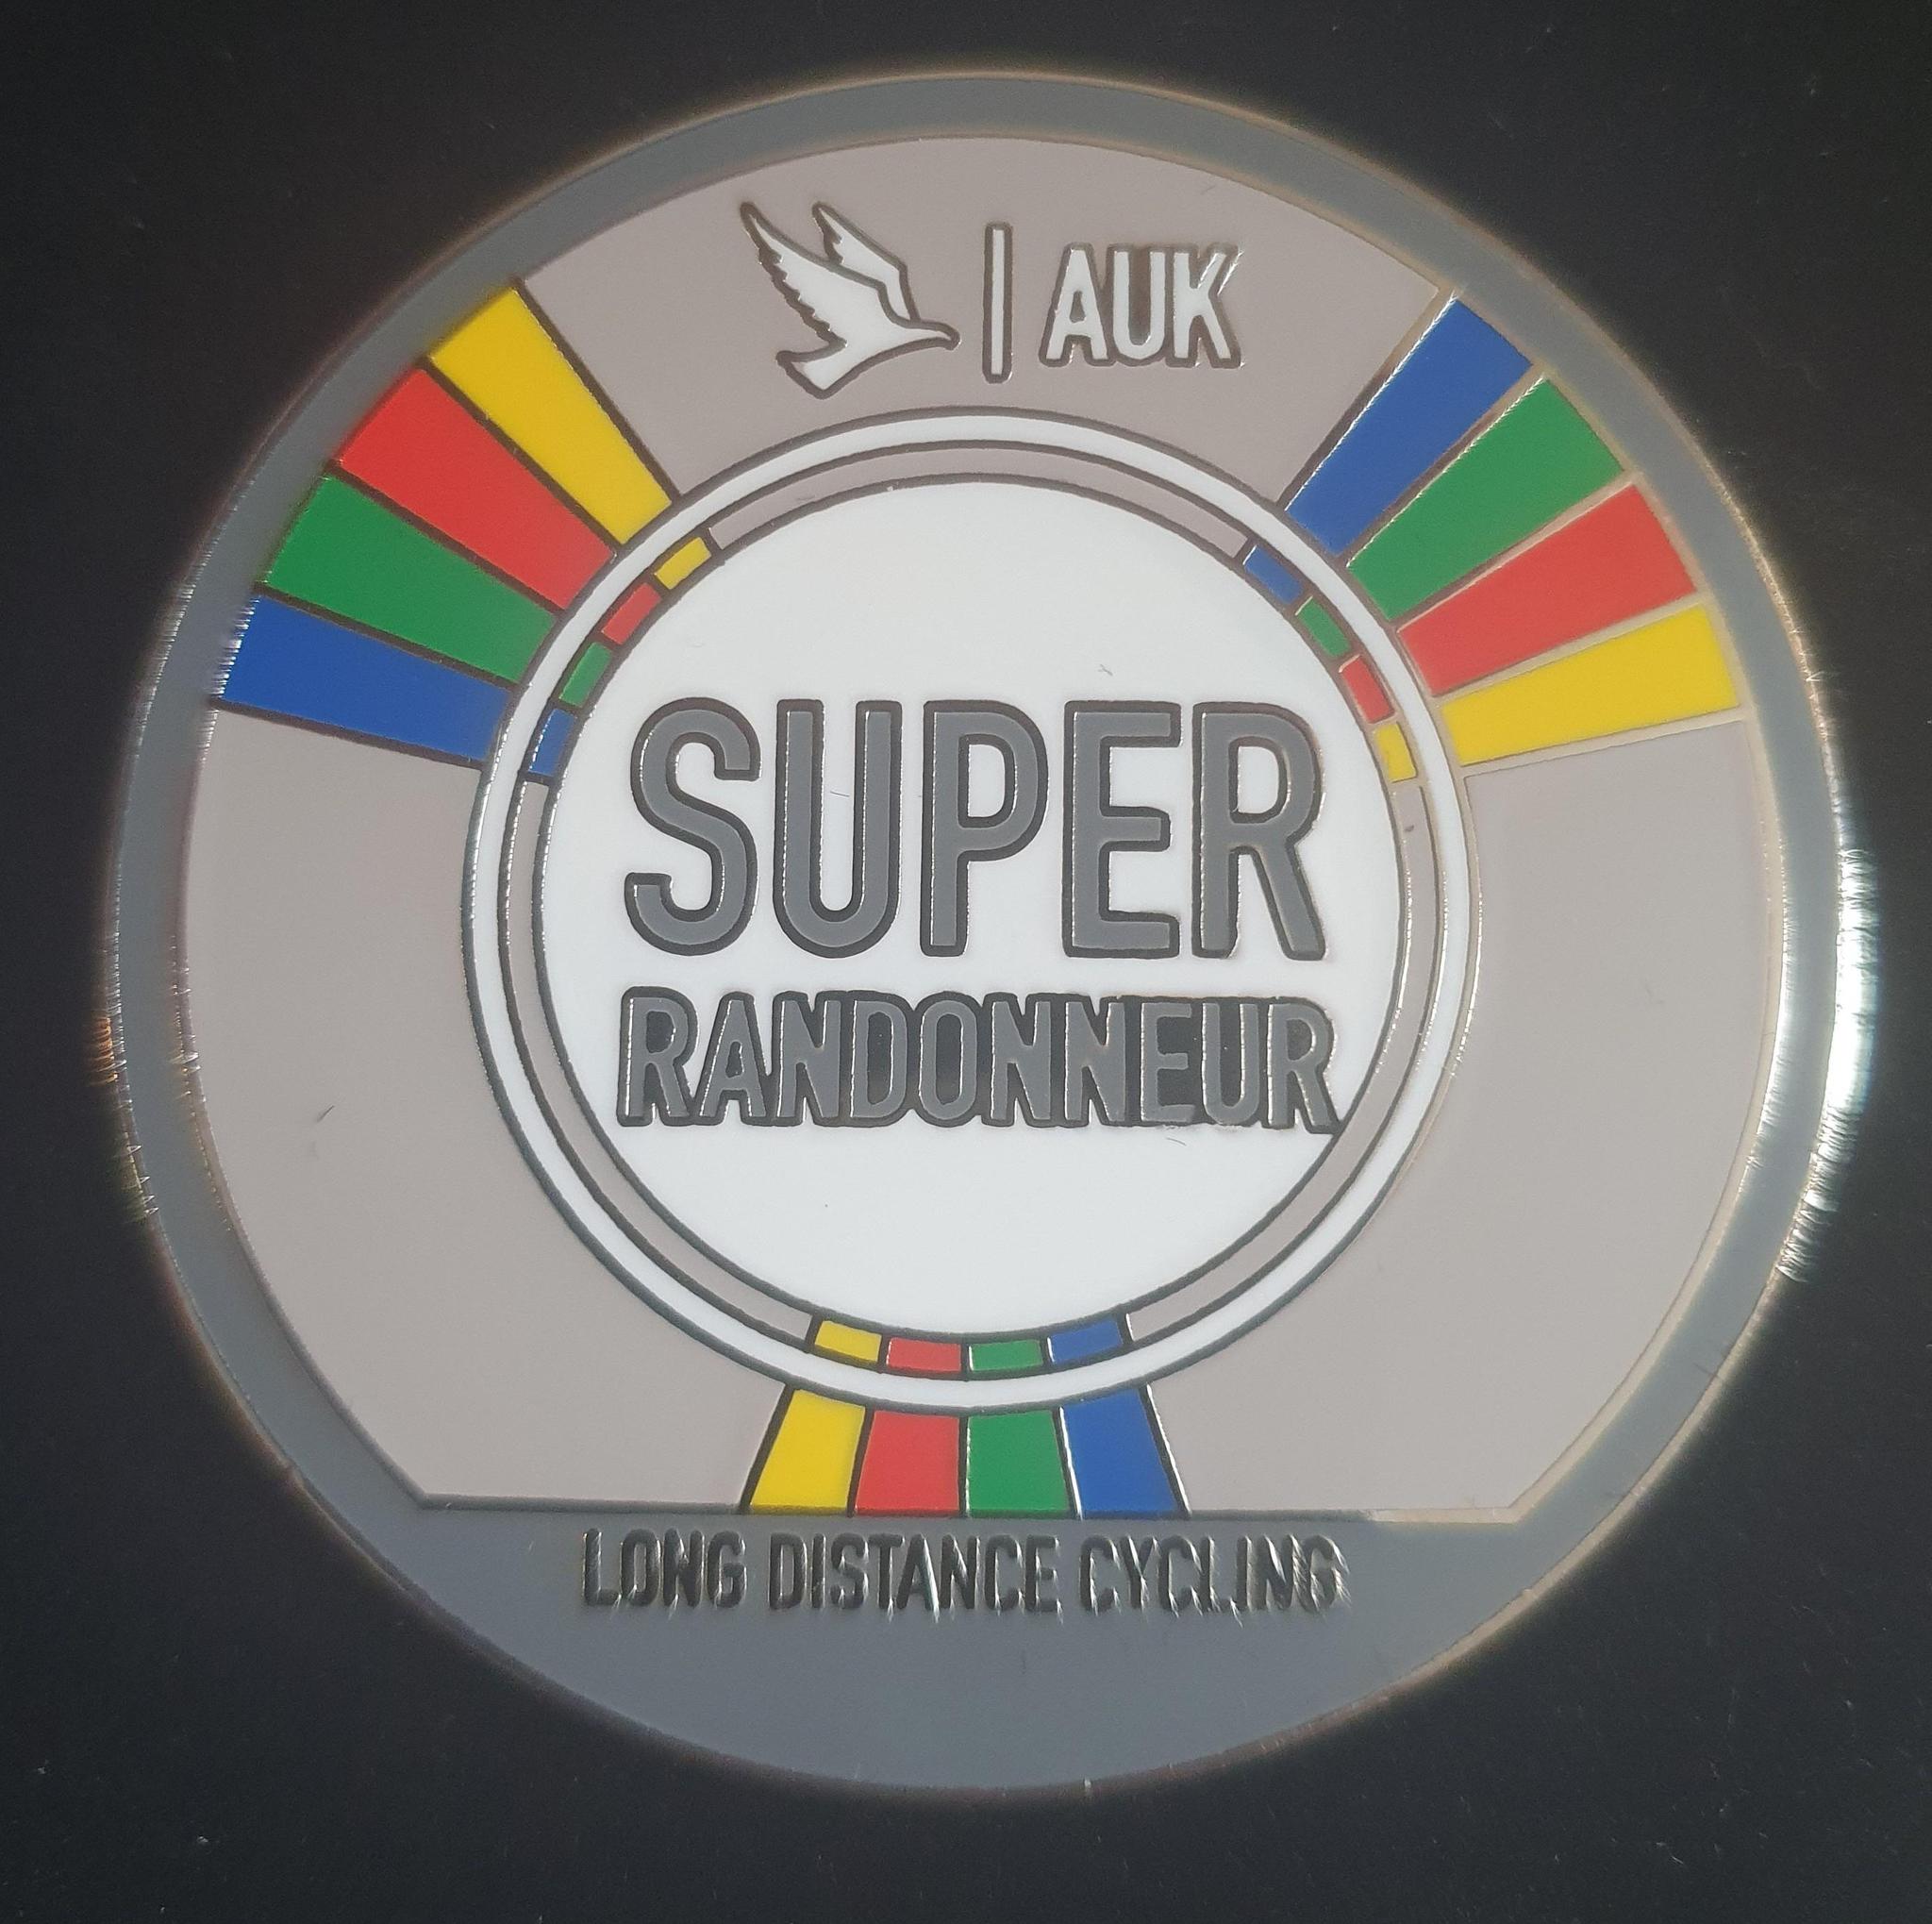 AUK
SUPER
RANDONNEUR
LONG DISTANCE CYCLING